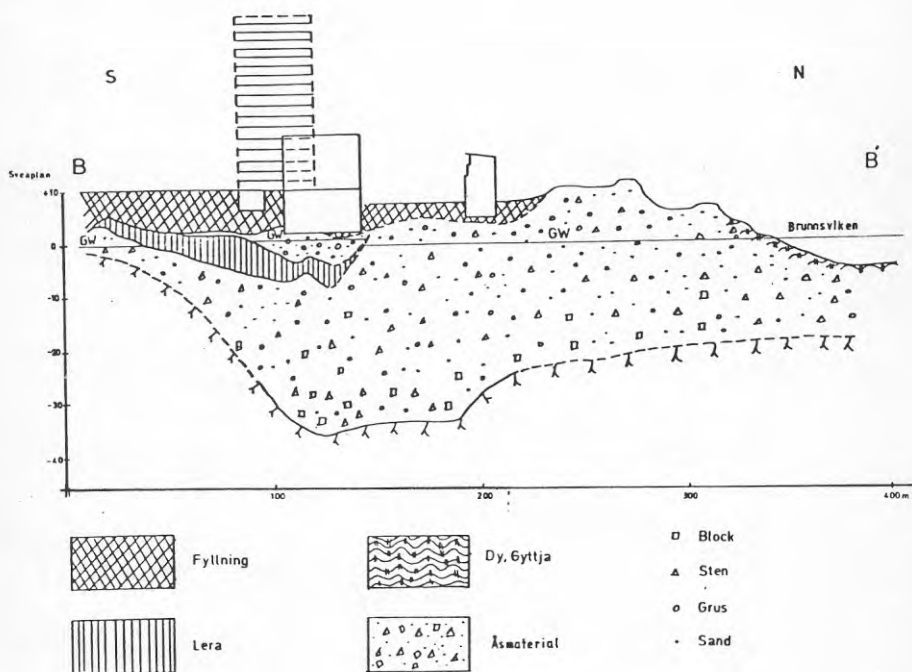 S
N
B
B'
Sveaplan
+10
GW
GW
GW
Brunnsviken
0
-10
-20
-30
-40
100
200
300
400 m
Fyllning
Dy, Gyttja
Block
Sten
Lera
Åsmaterial
Grus
Sand